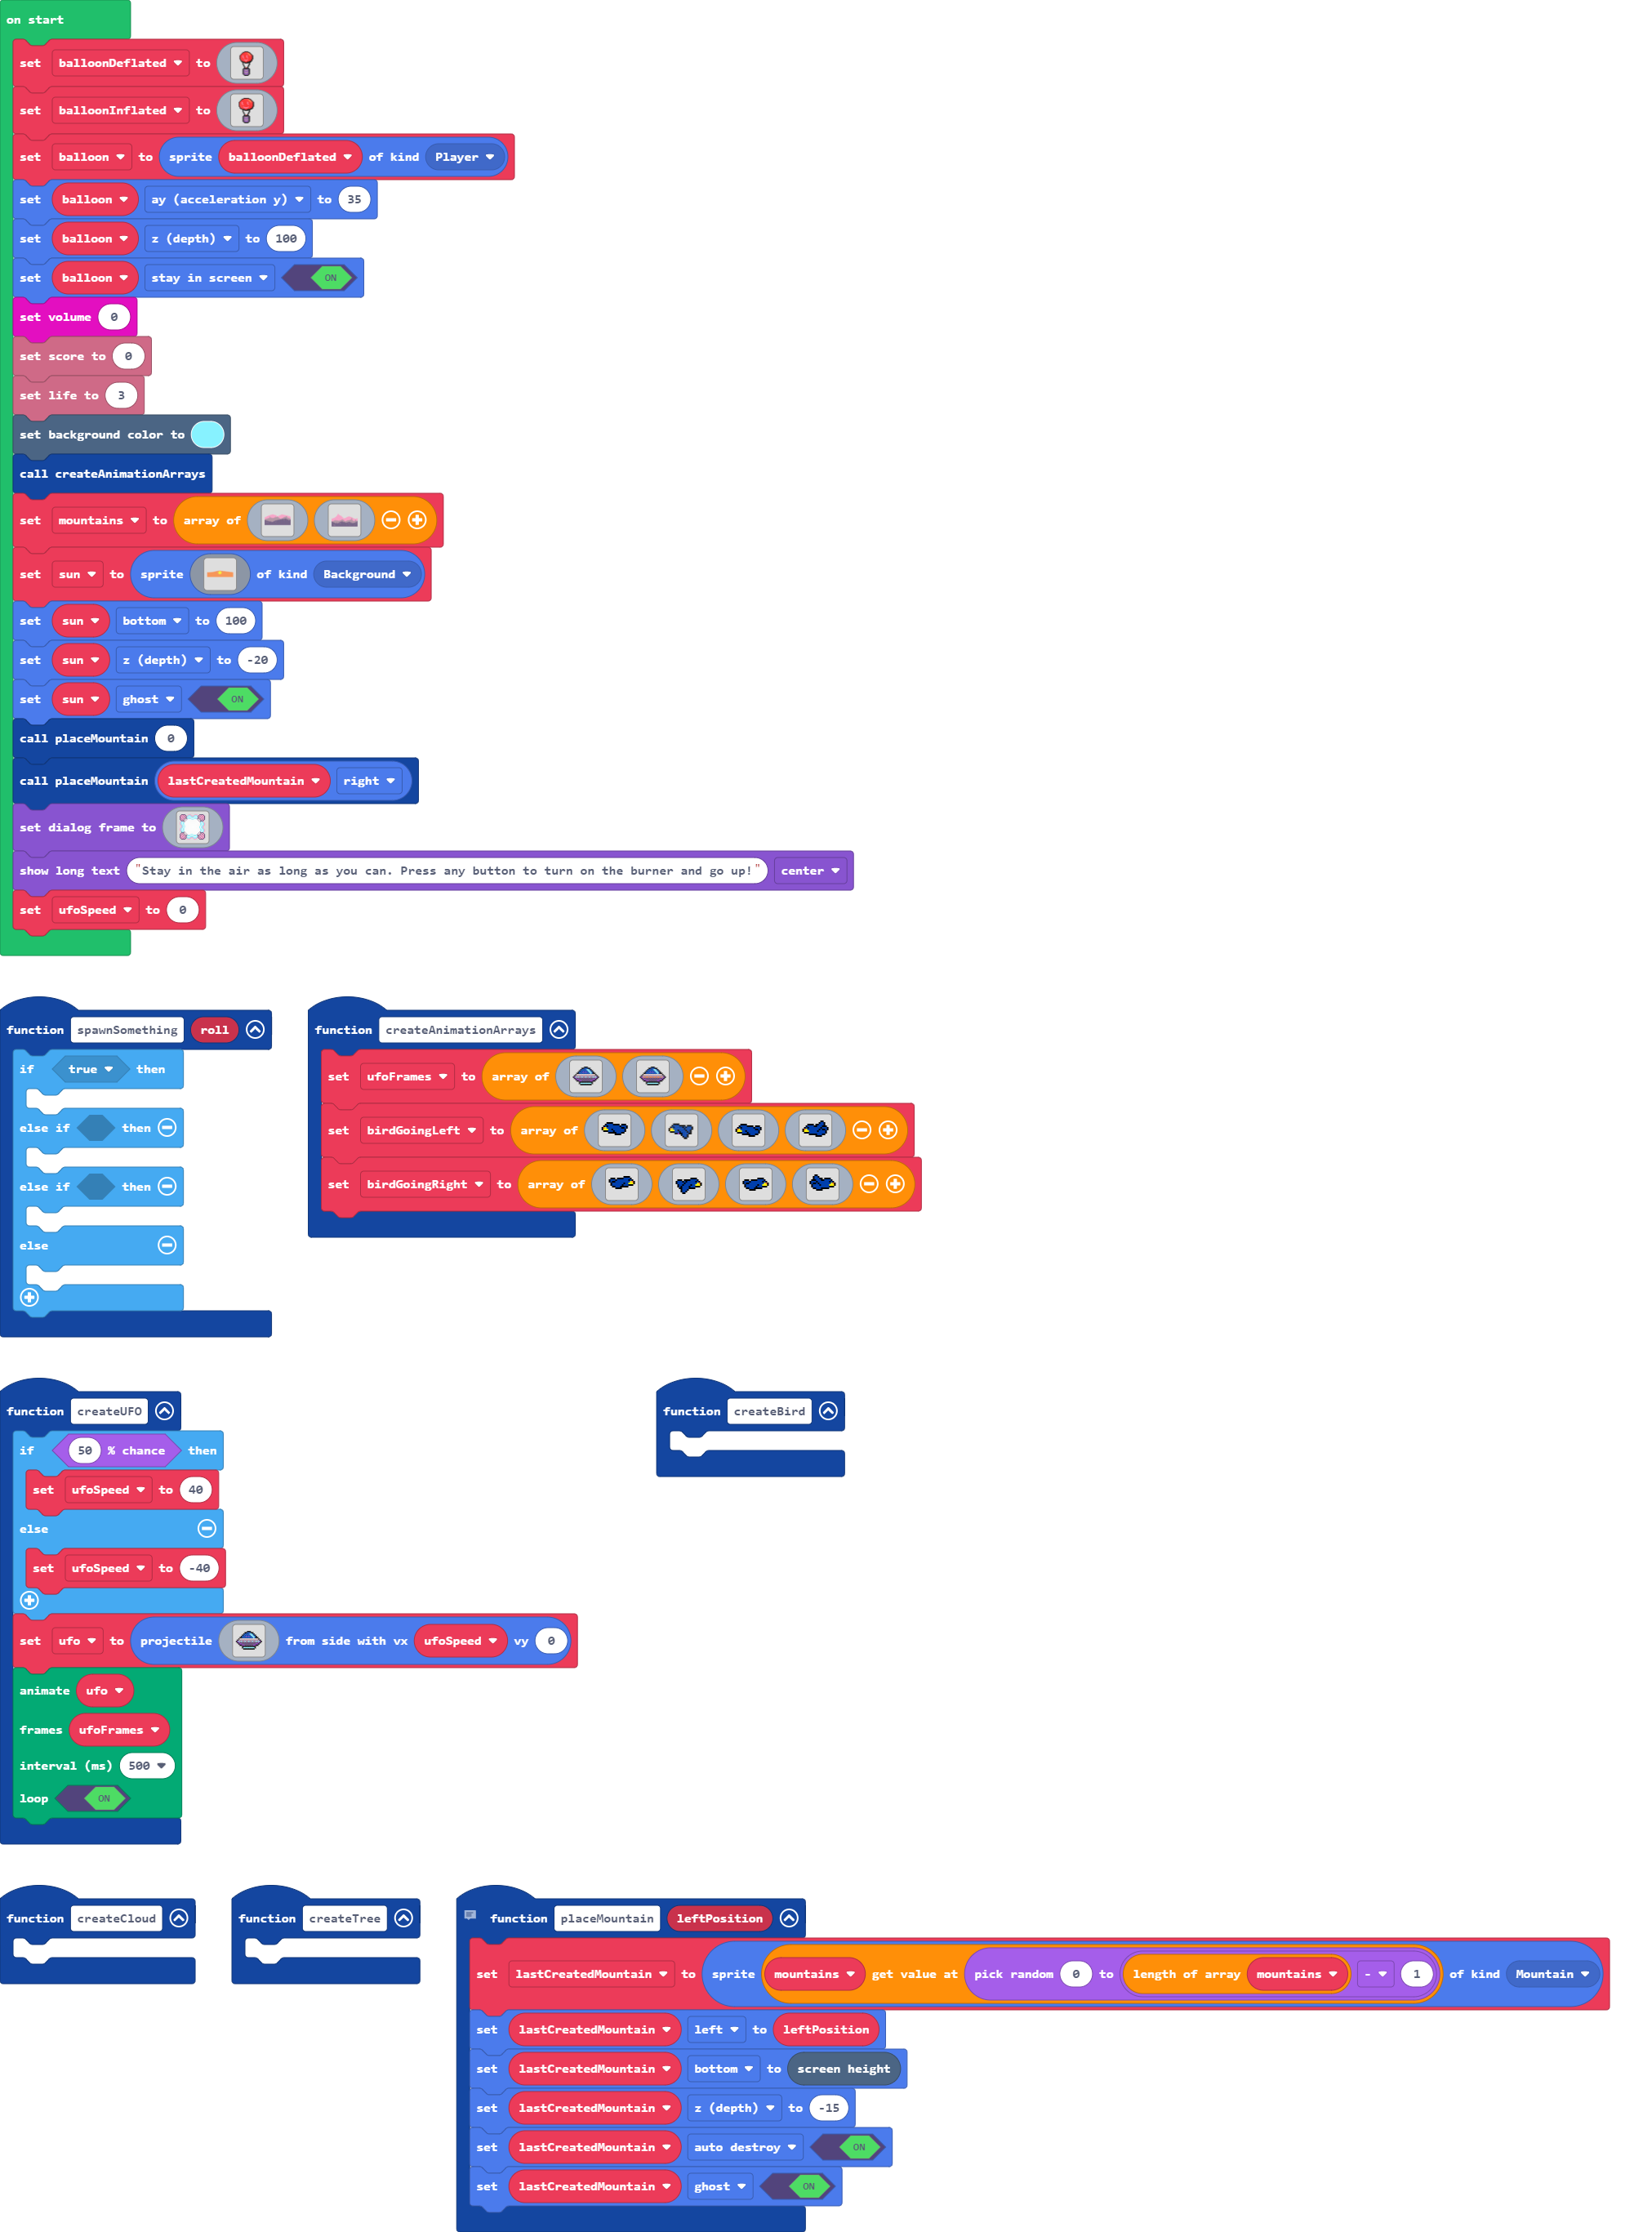 on start
set balloonDeflated to
set balloonInflated to
set balloon to sprite balloonDeflated of kind Player
set balloon ay (acceleration y) to 35
set balloon z (depth) to 100
set balloon stay in screen ON
set volume 0
set score to 0
set life to 3
set background color to
call createAnimationArrays
set mountains to array of
set sun to sprite of kind Background
set sun bottom to 100
set sun z (depth) to -20
set sun ghost ON
call placeMountain 0
call placeMountain lastCreatedMountain right
set dialog frame to
show long text "Stay in the air as long as you can. Press any button to turn on the burner and go up!" center
set ufoSpeed to 0
function spawnSomething roll
if true then
else if then
else if then
else
function createAnimationArrays
set ufoFrames to array of
set birdGoingLeft to array of
set birdGoingRight to array of
function createUFO
if 50 % chance then
set ufoSpeed to 40
else
set ufoSpeed to -40
set ufo to projectile from side with vx ufoSpeed vy 0
animate ufo
frames ufoFrames
interval (ms) 500
loop ON
function createBird
function createCloud
function createTree
function placeMountain leftPosition
set lastCreatedMountain to sprite mountains get value at pick random 0 to length of array mountains - 1 of kind Mountain
set lastCreatedMountain left to leftPosition
set lastCreatedMountain bottom to screen height
set lastCreatedMountain z (depth) to -15
set lastCreatedMountain auto destroy ON
set lastCreatedMountain ghost ON